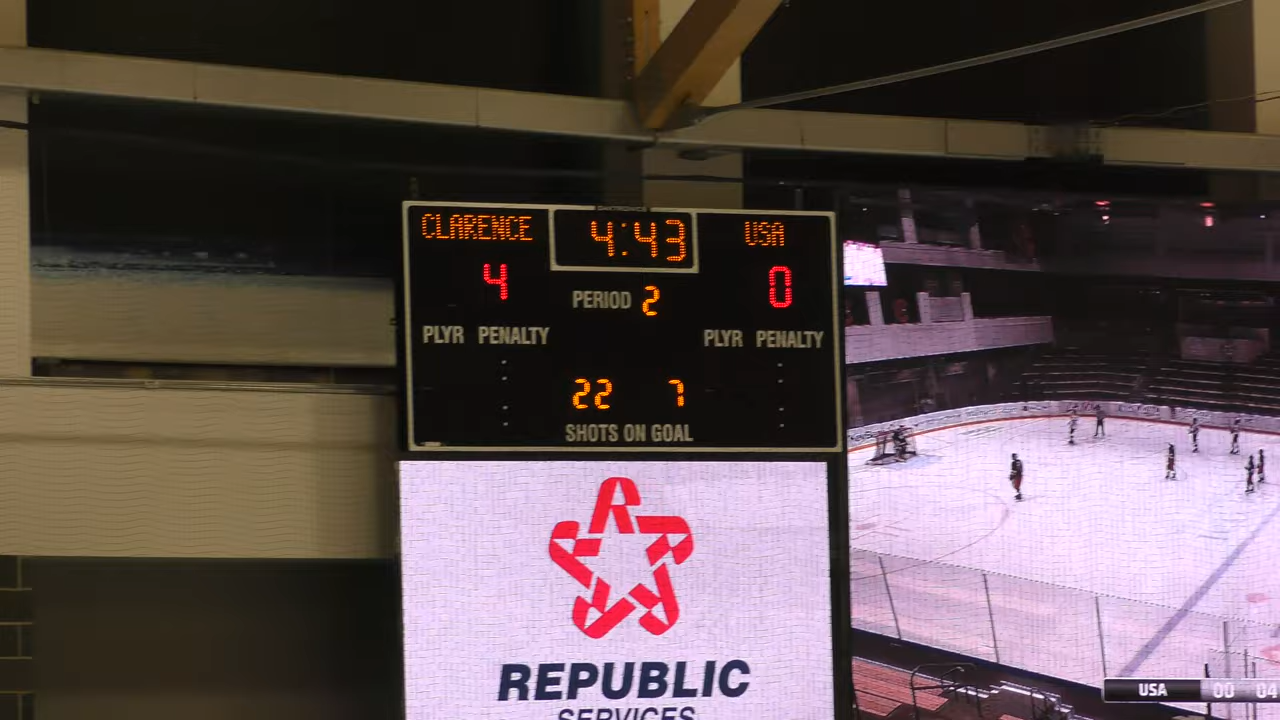 CLARENCE 4:43 USA
4 PERIOD 2 0
PLYR PENALTY PLYR PENALTY
22 7
SHOTS ON GOAL
REPUBLIC
SERVICES
USA 00 04